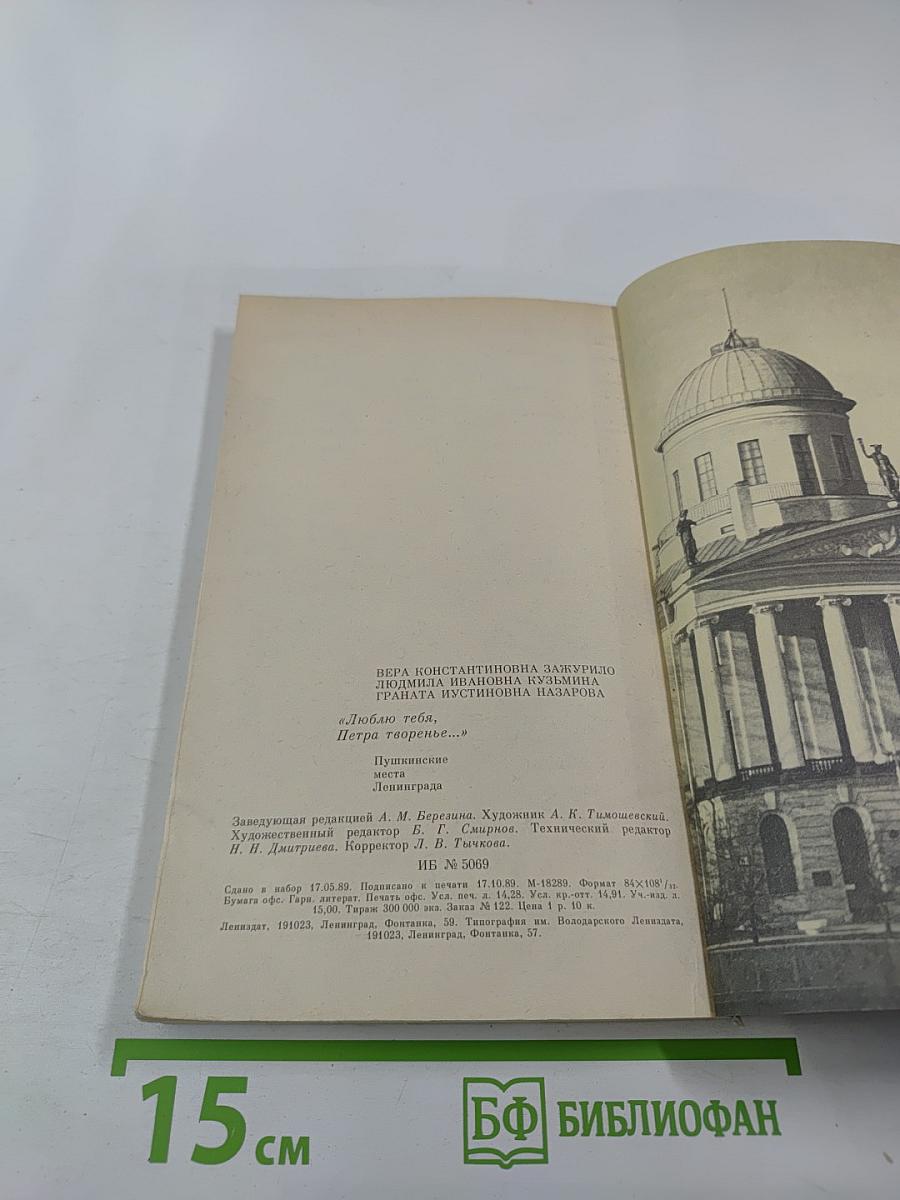 ВЕРА КОНСТАНТИНОВНА ЗАЖУРИЛО
ЛЮДМИЛА ИВАНОВНА КУЗЬМИНА
ГРАНАТА ИУСТИНОВНА НАЗАРОВА
«Люблю тебя,
Петра творенье...»
Пушкинские
места
Ленинграда
Заведующая редакцией А. М. Березина. Художник А. К. Тимошевский.
Художественный редактор Б. Г. Смирнов. Технический редактор
Н. Н. Дмитриева. Корректор Л. В. Тычкова.
ИБ № 5069
Сдано в набор 17.05.89. Подписано к печати 17.10.89. М-18289. Формат 84×108¹/₃₂.
Бумага офс. Гарн. литерат. Печать офс. Усл. печ. л. 14,28. Усл. кр.-отт. 14,91. Уч.-изд. л.
15,00. Тираж 300 000 экз. Заказ № 122. Цена 1 р. 10 к.
Лениздат, 191023, Ленинград, Фонтанка, 59. Типография им. Володарского Лениздата,
191023, Ленинград, Фонтанка, 57.
15 см
БФ БИБЛИОФАН